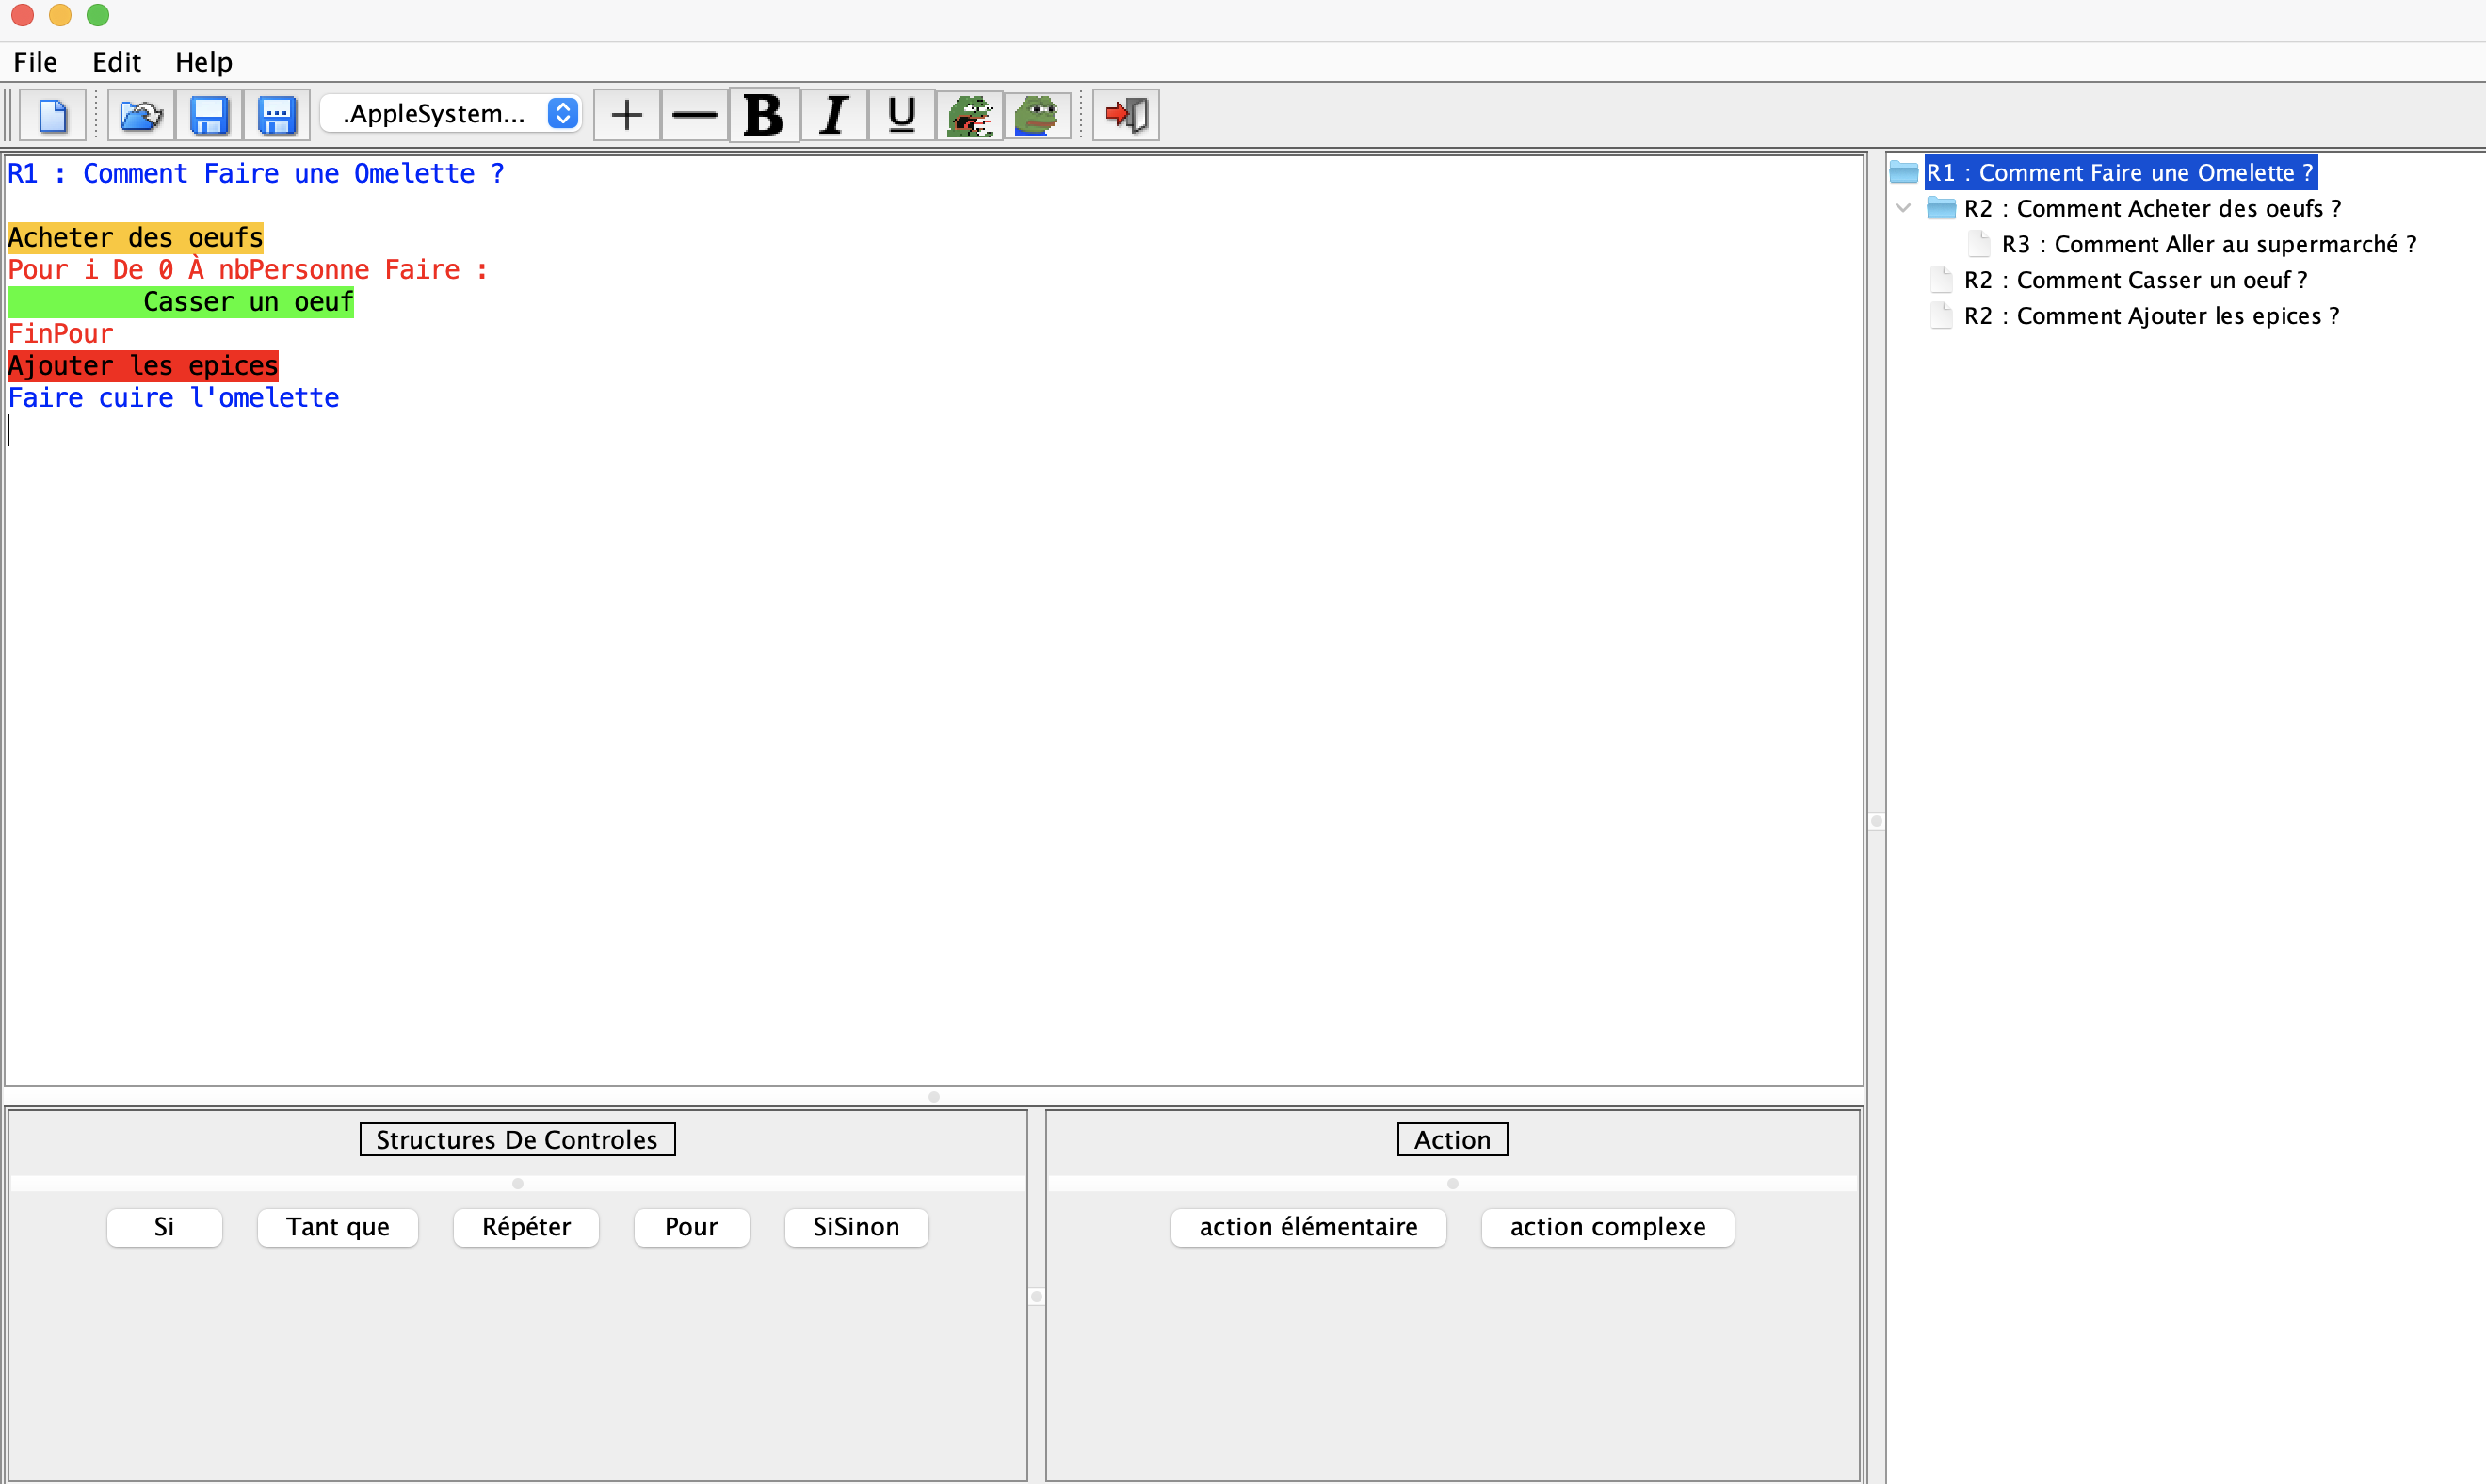 File Edit Help
.AppleSystem...
B I U
R1 : Comment Faire une Omelette ?
Acheter des oeufs
Pour i De 0 À nbPersonne Faire :
Casser un oeuf
FinPour
Ajouter les epices
Faire cuire l'omelette
R1 : Comment Faire une Omelette ?
R2 : Comment Acheter des oeufs ?
R3 : Comment Aller au supermarché ?
R2 : Comment Casser un oeuf ?
R2 : Comment Ajouter les epices ?
Structures De Controles
Si Tant que Répéter Pour SiSinon
Action
action élémentaire action complexe